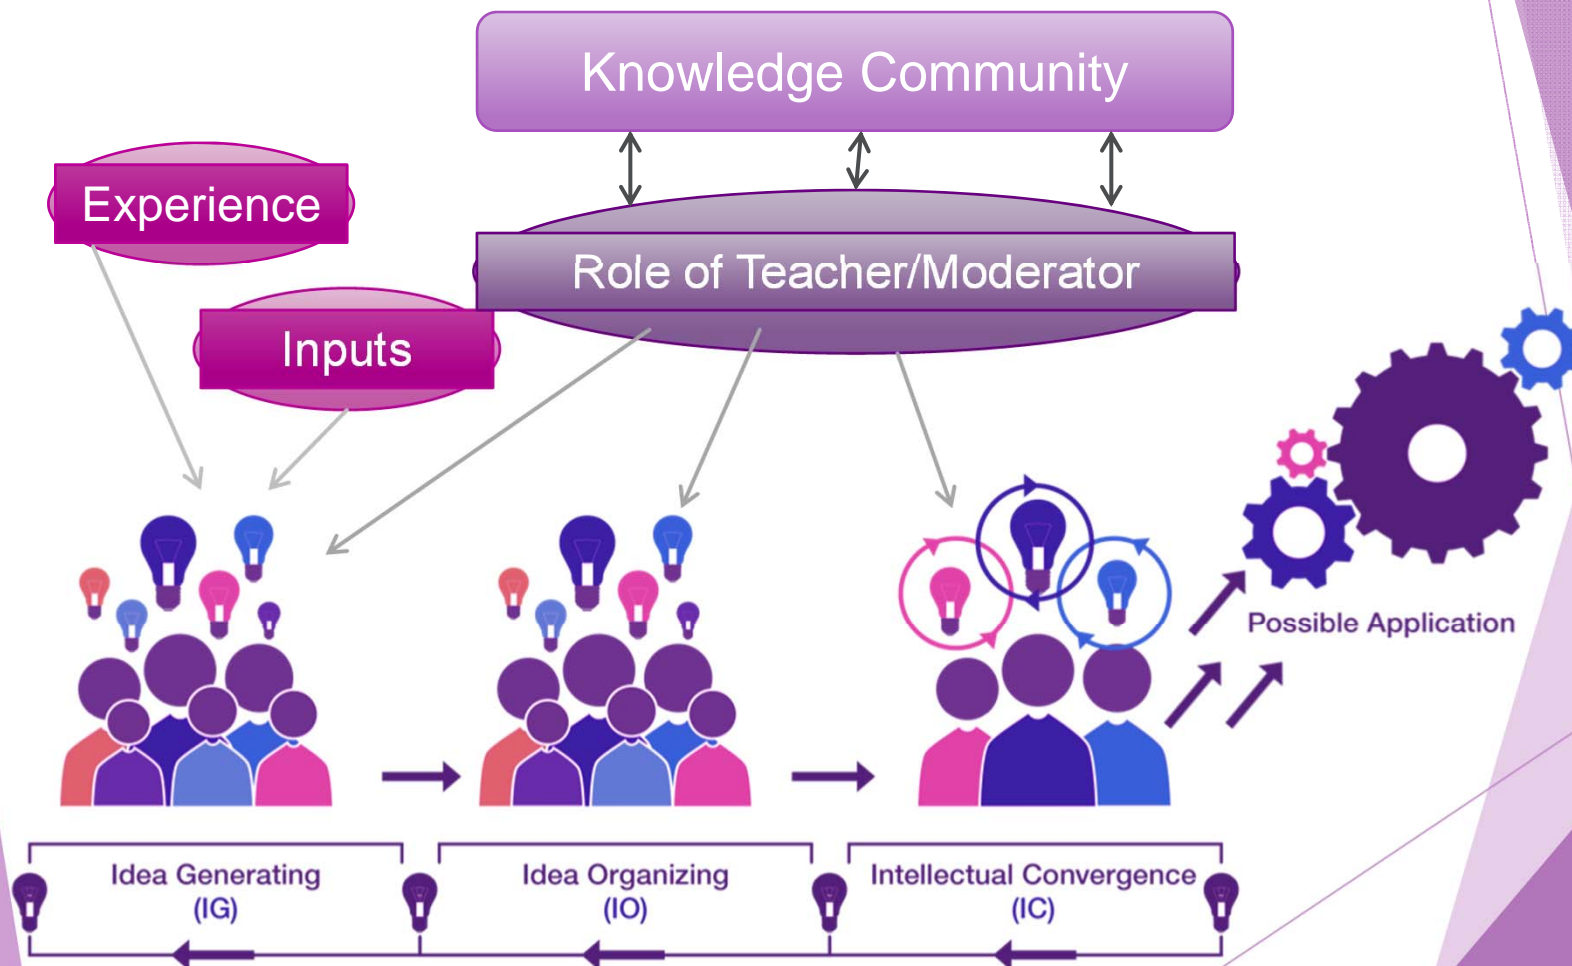 Knowledge Community
Experience
Role of Teacher/Moderator
Inputs
Possible Application
Idea Generating
(IG)
Idea Organizing
(IO)
Intellectual Convergence
(IC)